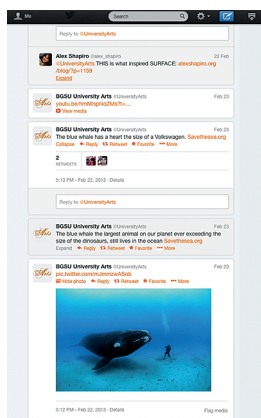 Me
Search
Reply to @UniversityArts
Alex Shapiro @alex_shapiro 22 Feb
@UniversityArts THIS is what inspired SURFACE: alexshapiro.org
/blog/?p=1159
Expand
BGSU University Arts @UniversityArts Feb 23
View media
BGSU University Arts @UniversityArts Feb 23
The blue whale has a heart the size of a Volkswagen. Savethesea.org
Collapse Reply Retweet Favorite More
2
RETWEETS
5:13 PM - Feb 22, 2013 · Details
Reply to @UniversityArts
BGSU University Arts @UniversityArts Feb 23
The blue whale the largest animal on our planet ever exceeding the
size of the dinosaurs, still lives in the ocean Savethesea.org
Expand Reply Retweet Favorite More
BGSU University Arts @UniversityArts Feb 23
Hide photo Reply Retweet Favorite More
5:12 PM - Feb 22, 2013 · Details Flag media